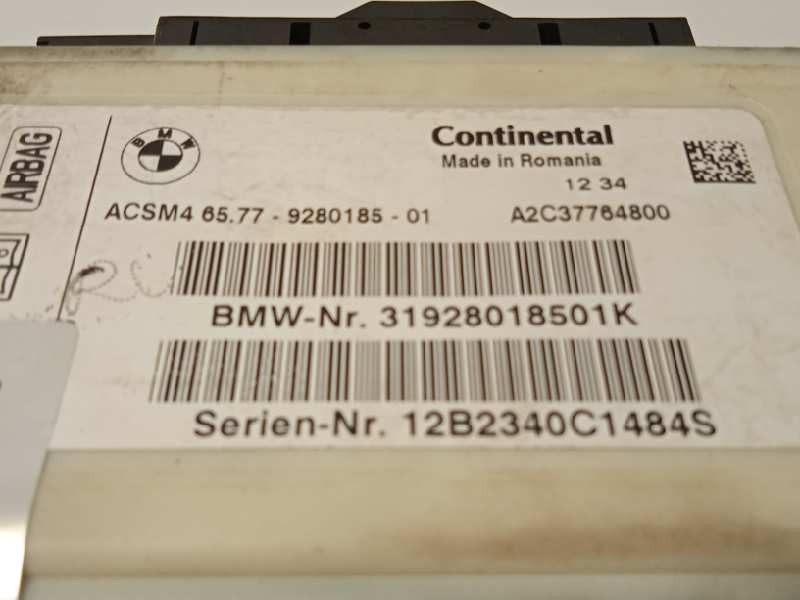 AIRBAG
BMW
Continental
Made in Romania
12 34
ACSM4 65.77 - 9280185 - 01
A2C37764800
BMW-Nr. 31928018501K
Serien-Nr. 12B2340C1484S